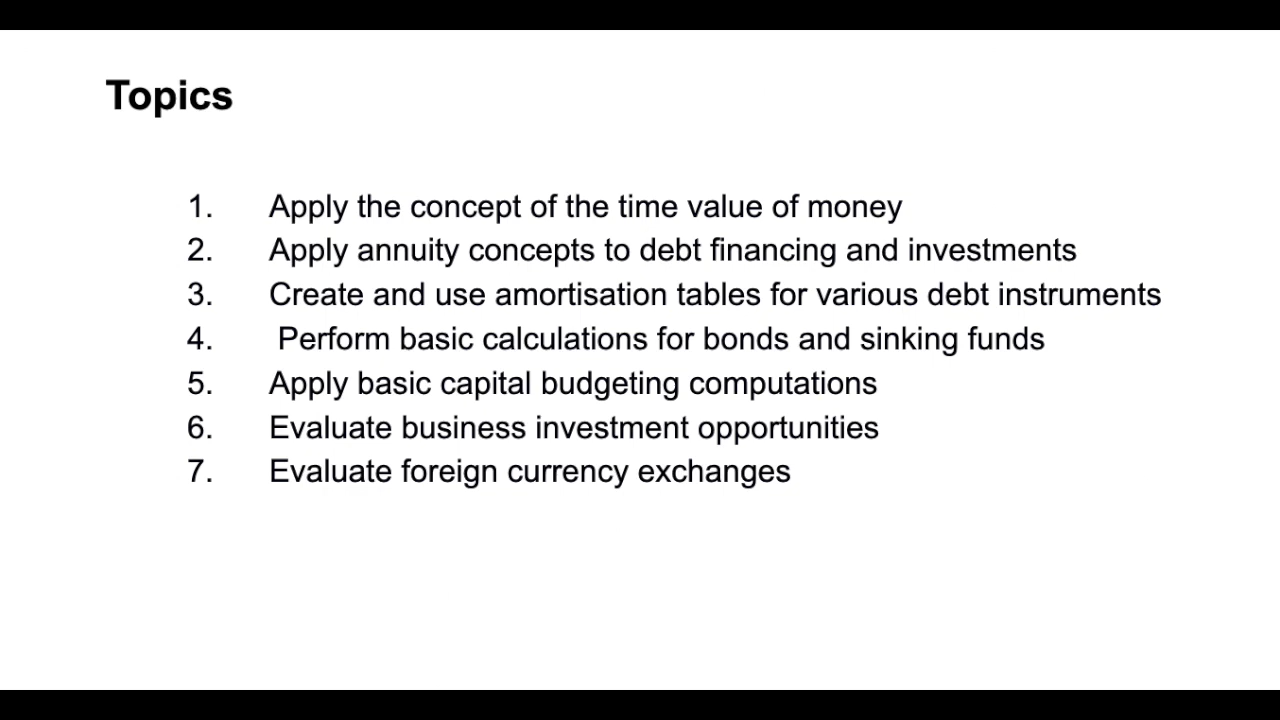 Topics
1. Apply the concept of the time value of money
2. Apply annuity concepts to debt financing and investments
3. Create and use amortisation tables for various debt instruments
4. Perform basic calculations for bonds and sinking funds
5. Apply basic capital budgeting computations
6. Evaluate business investment opportunities
7. Evaluate foreign currency exchanges